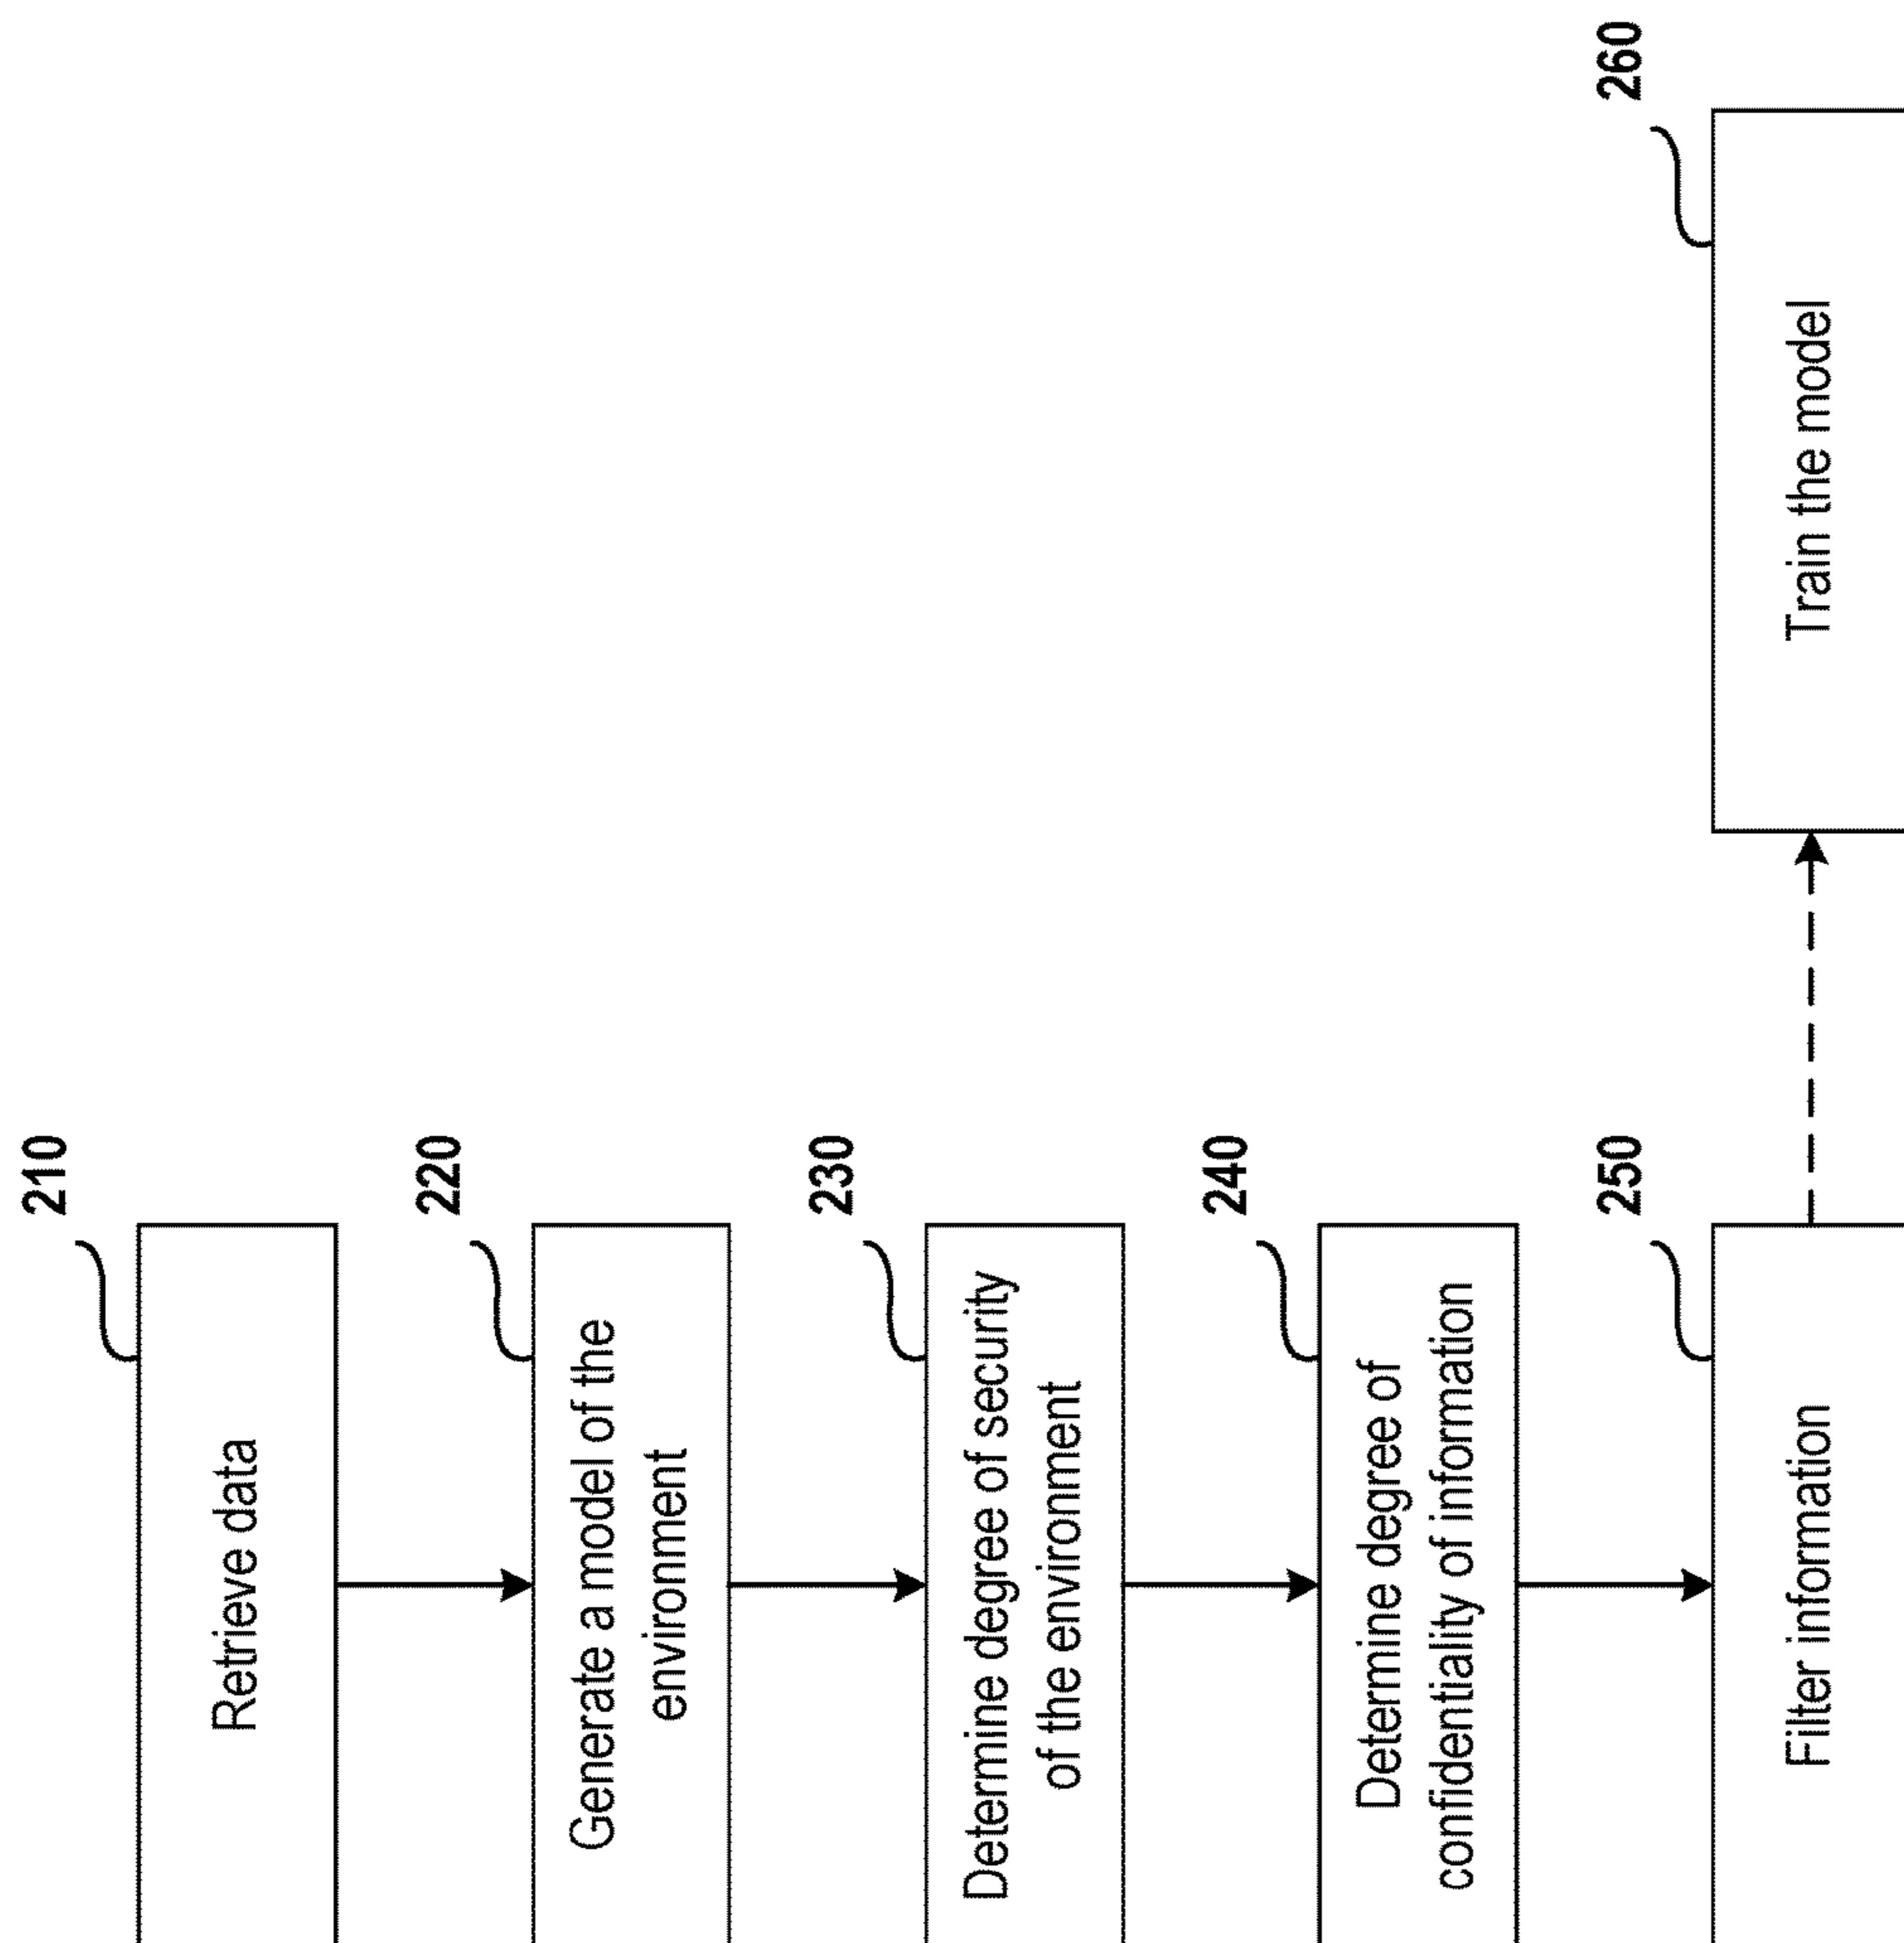 210
Retrieve data
220
Generate a model of the
environment
230
Determine degree of security
of the environment
240
Determine degree of
confidentiality of information
250
Filter information
260
Train the model